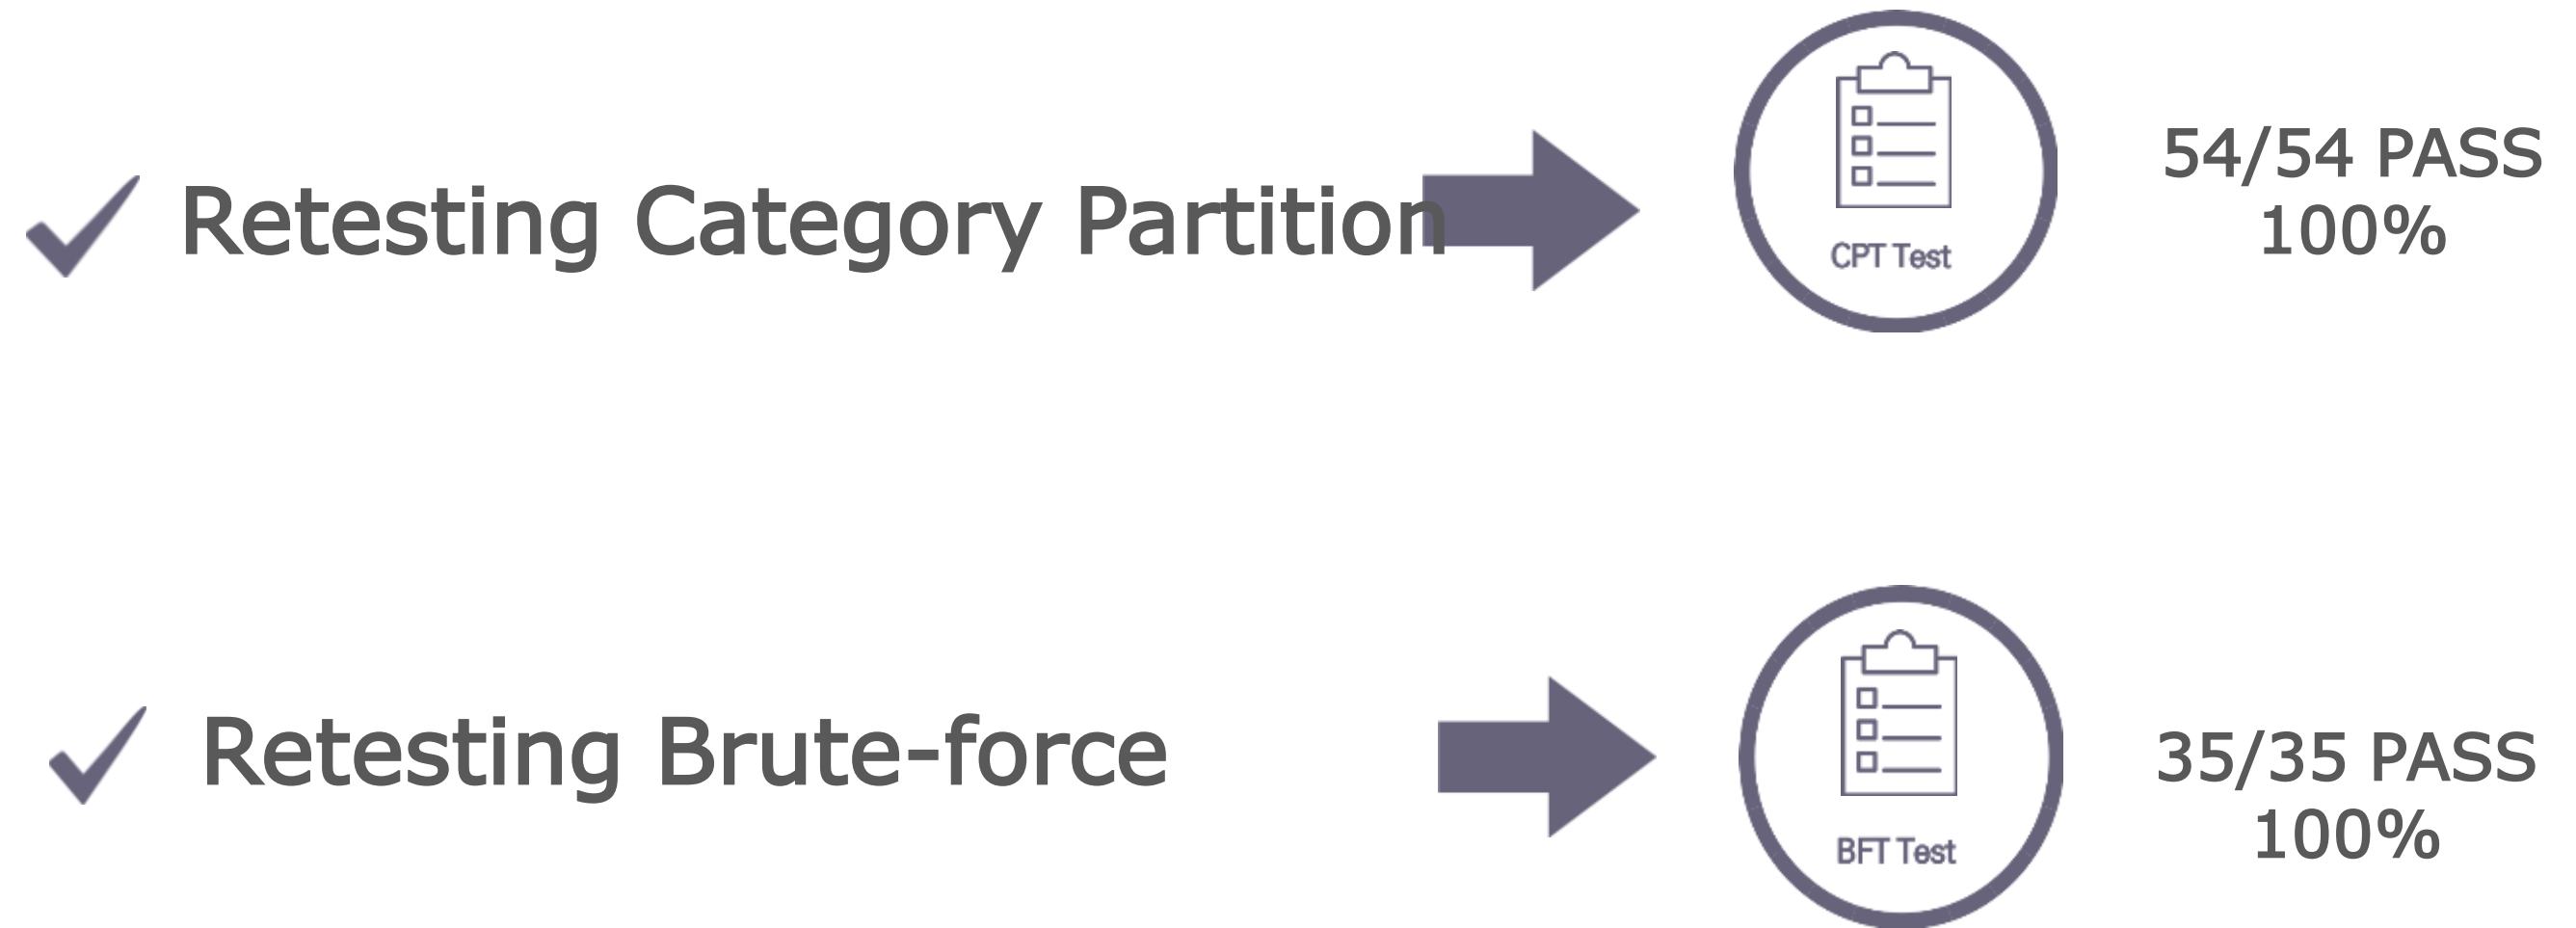 Retesting Category Partition
CPT Test
54/54 PASS
100%
Retesting Brute-force
BFT Test
35/35 PASS
100%